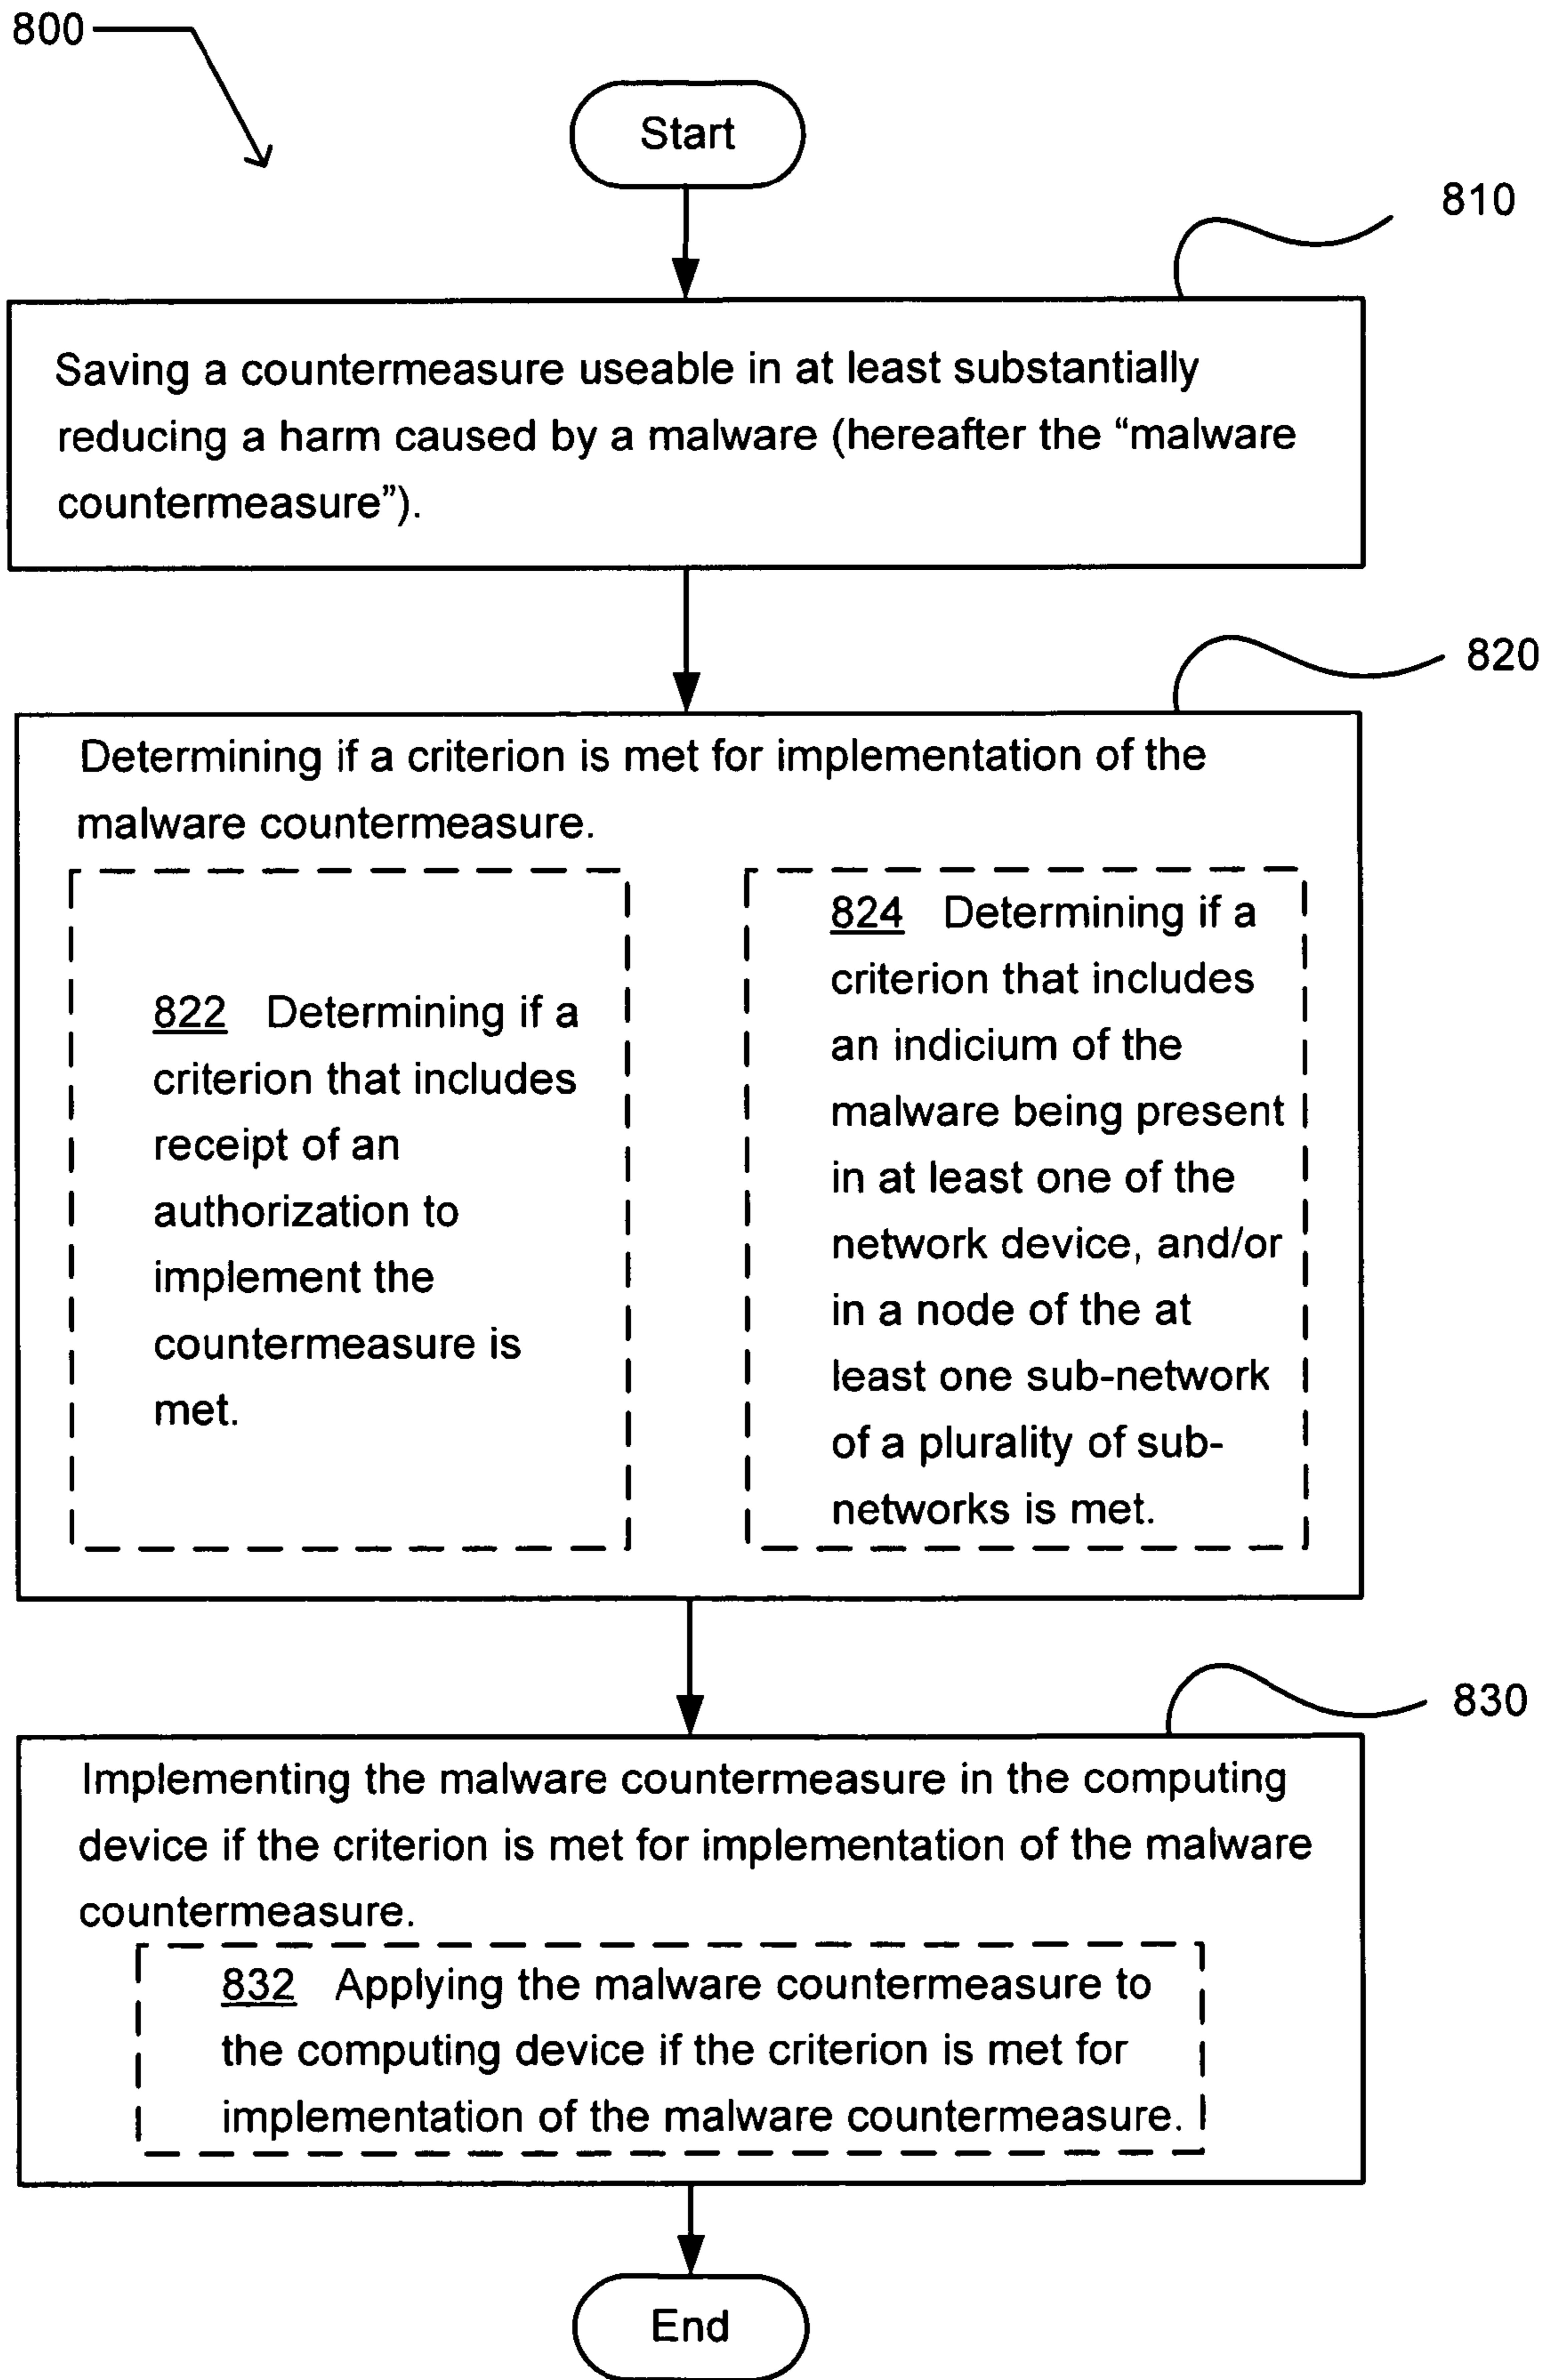 800
Start
810
Saving a countermeasure useable in at least substantially
reducing a harm caused by a malware (hereafter the “malware
countermeasure”).
820
Determining if a criterion is met for implementation of the
malware countermeasure.
822 Determining if a
criterion that includes
receipt of an
authorization to
implement the
countermeasure is
met.
824 Determining if a
criterion that includes
an indicium of the
malware being present
in at least one of the
network device, and/or
in a node of the at
least one sub-network
of a plurality of sub-
networks is met.
830
Implementing the malware countermeasure in the computing
device if the criterion is met for implementation of the malware
countermeasure.
832 Applying the malware countermeasure to
the computing device if the criterion is met for
implementation of the malware countermeasure.
End